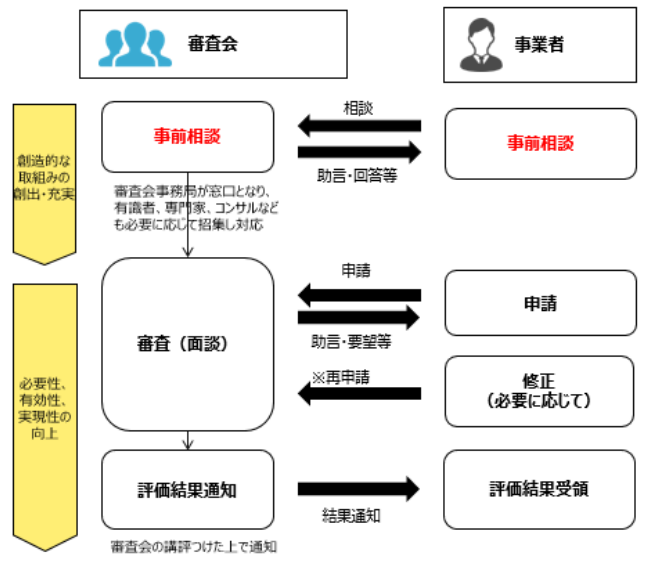 審査会
事業者
創造的な
取組みの
創出・充実
事前相談
相談
助言・回答等
事前相談
審査会事務局が窓口となり、
有識者、専門家、コンサルなど
も必要に応じて招集し対応
必要性、
有効性、
実現性の
向上
審査（面談）
申請
助言・要望等
申請
※再申請
修正
（必要に応じて）
評価結果通知
結果通知
評価結果受領
審査会の講評つけた上で通知